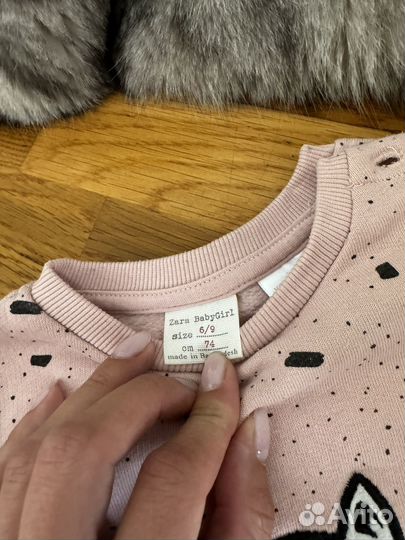 Zara BabyGirl
size 6/9
cm 74
made in Bangladesh
Avito